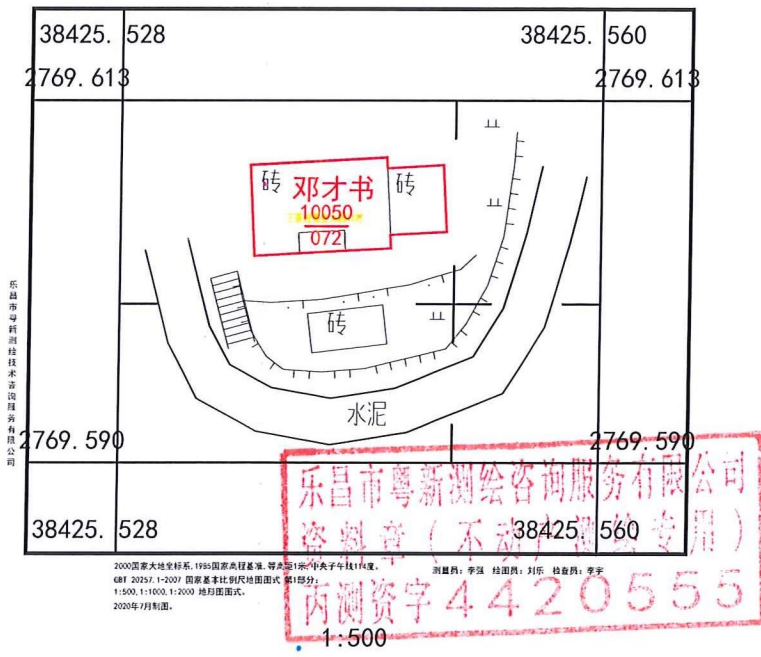 38425. 528
38425. 560
2769.613
2769.613
砖
邓才书
砖
10050
072
砖
水泥
乐昌市粤新测绘技术咨询服务有限公司
2769.590
2769.590
38425. 528
38425. 560
乐昌市粤新测绘咨询服务有限公司
资料章（不动产测绘专用）
丙测资字4420555
2000国家大地坐标系,1985国家高程基准,等高距1米,中央子午线114度。
GBT 20257.1-2007 国家基本比例尺地图图式 第1部分:
1:500,1:1000,1:2000 地形图图式。
2020年7月制图。
测量员: 李强 绘图员: 刘乐 检查员: 李宇
1:500